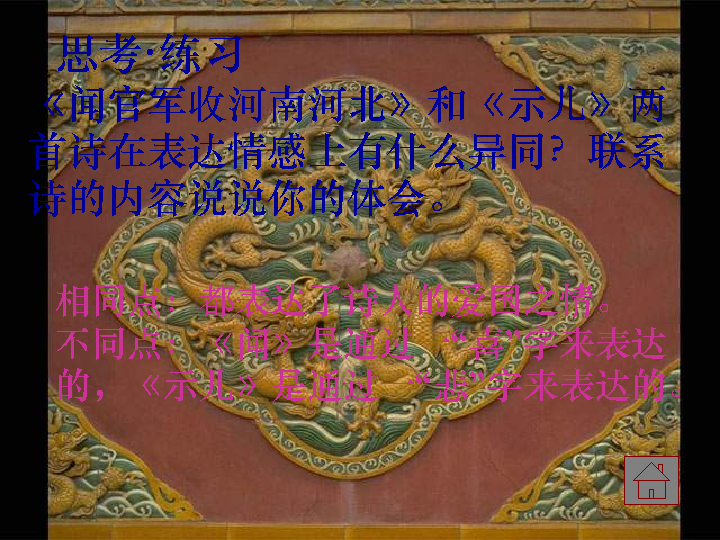 思考·练习
《闻官军收河南河北》和《示儿》两
首诗在表达情感上有什么异同？联系
诗的内容说说你的体会。
相同点：都表达了诗人的爱国之情。
不同点：《闻》是通过 “喜”字来表达
的，《示儿》是通过 “悲”字来表达的。